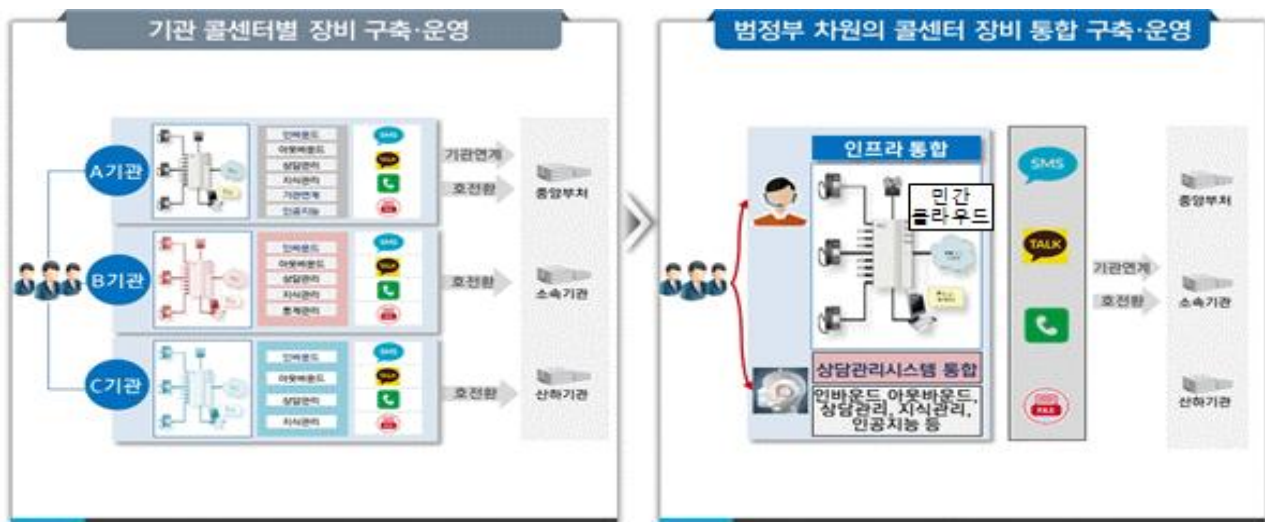 기관 콜센터별 장비 구축·운영
A기관
인바운드
아웃바운드
상담관리
지식관리
기관연계
인공지능
SMS
TALK
기관연계
호전환
중앙부처
B기관
인바운드
아웃바운드
상담관리
지식관리
통계관리
SMS
TALK
호전환
소속기관
C기관
인바운드
아웃바운드
상담관리
지식관리
SMS
TALK
호전환
산하기관
범정부 차원의 콜센터 장비 통합 구축·운영
인프라 통합
민간
클라우드
상담관리시스템 통합
인바운드, 아웃바운드,
상담관리, 지식관리,
인공지능 등
SMS
TALK
FILE
기관연계
호전환
중앙부처
소속기관
산하기관